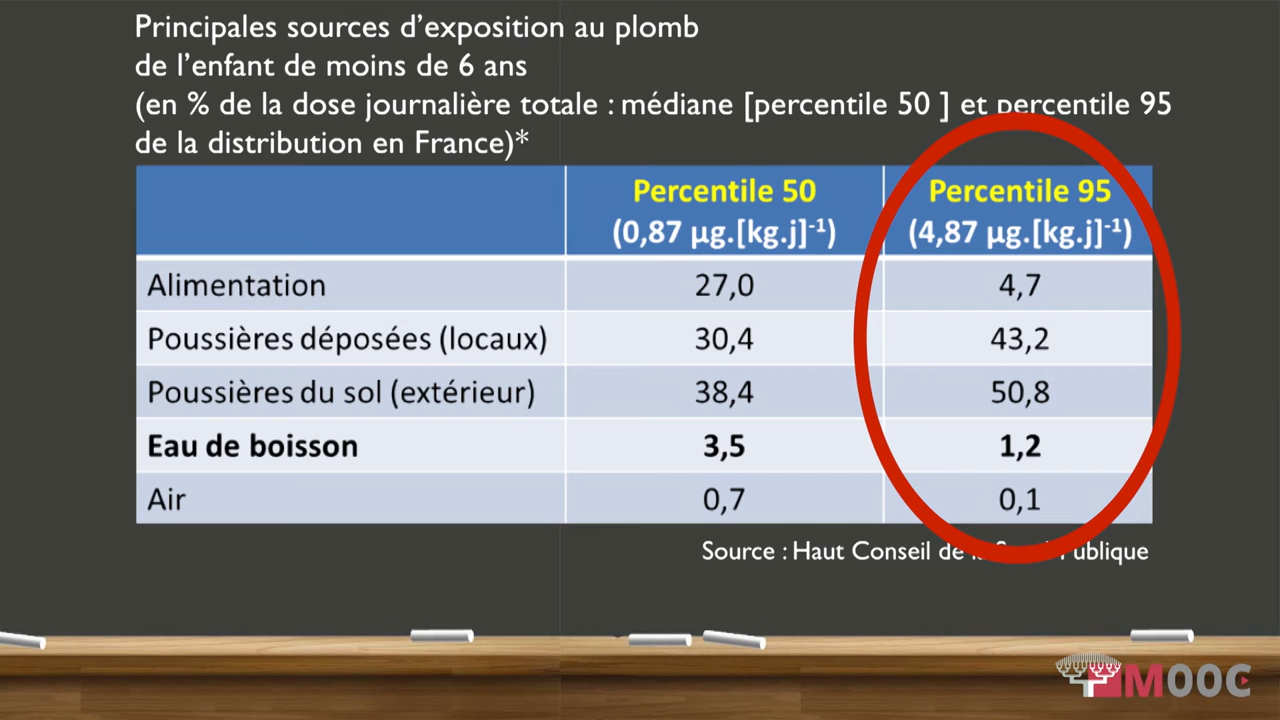 Principales sources d’exposition au plomb
de l’enfant de moins de 6 ans
(en % de la dose journalière totale : médiane [percentile 50 ] et percentile 95
de la distribution en France)*
Percentile 50 Percentile 95
(0,87 µg.[kg.j]⁻¹) (4,87 µg.[kg.j]⁻¹)
Alimentation 27,0 4,7
Poussières déposées (locaux) 30,4 43,2
Poussières du sol (extérieur) 38,4 50,8
Eau de boisson 3,5 1,2
Air 0,7 0,1
Source : Haut Conseil de la Santé Publique
MOOC